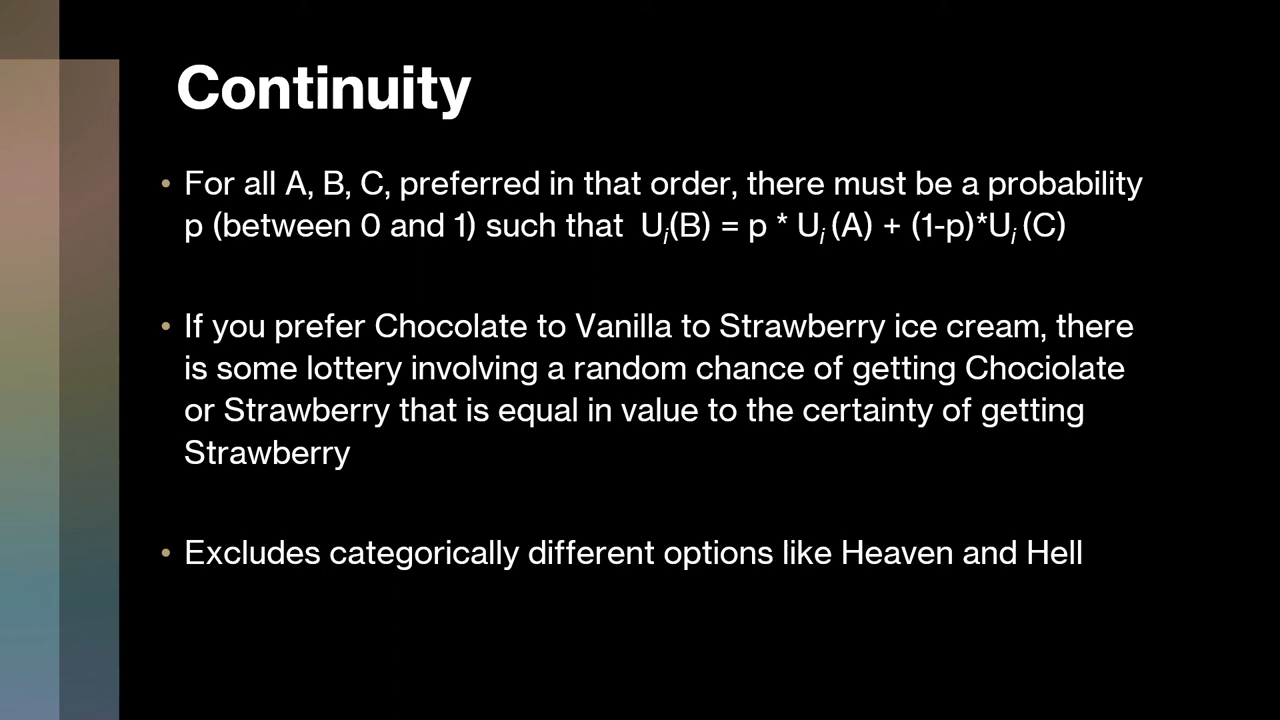 Continuity
• For all A, B, C, preferred in that order, there must be a probability
p (between 0 and 1) such that  Uᵢ(B) = p * Uᵢ (A) + (1-p)*Uᵢ (C)
• If you prefer Chocolate to Vanilla to Strawberry ice cream, there
is some lottery involving a random chance of getting Chociolate
or Strawberry that is equal in value to the certainty of getting
Strawberry
• Excludes categorically different options like Heaven and Hell